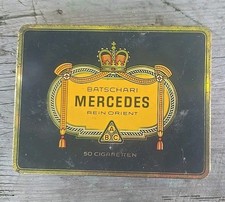 BATSCHARI
MERCEDES
REIN ORIENT
A
B C
50 CIGARETTEN